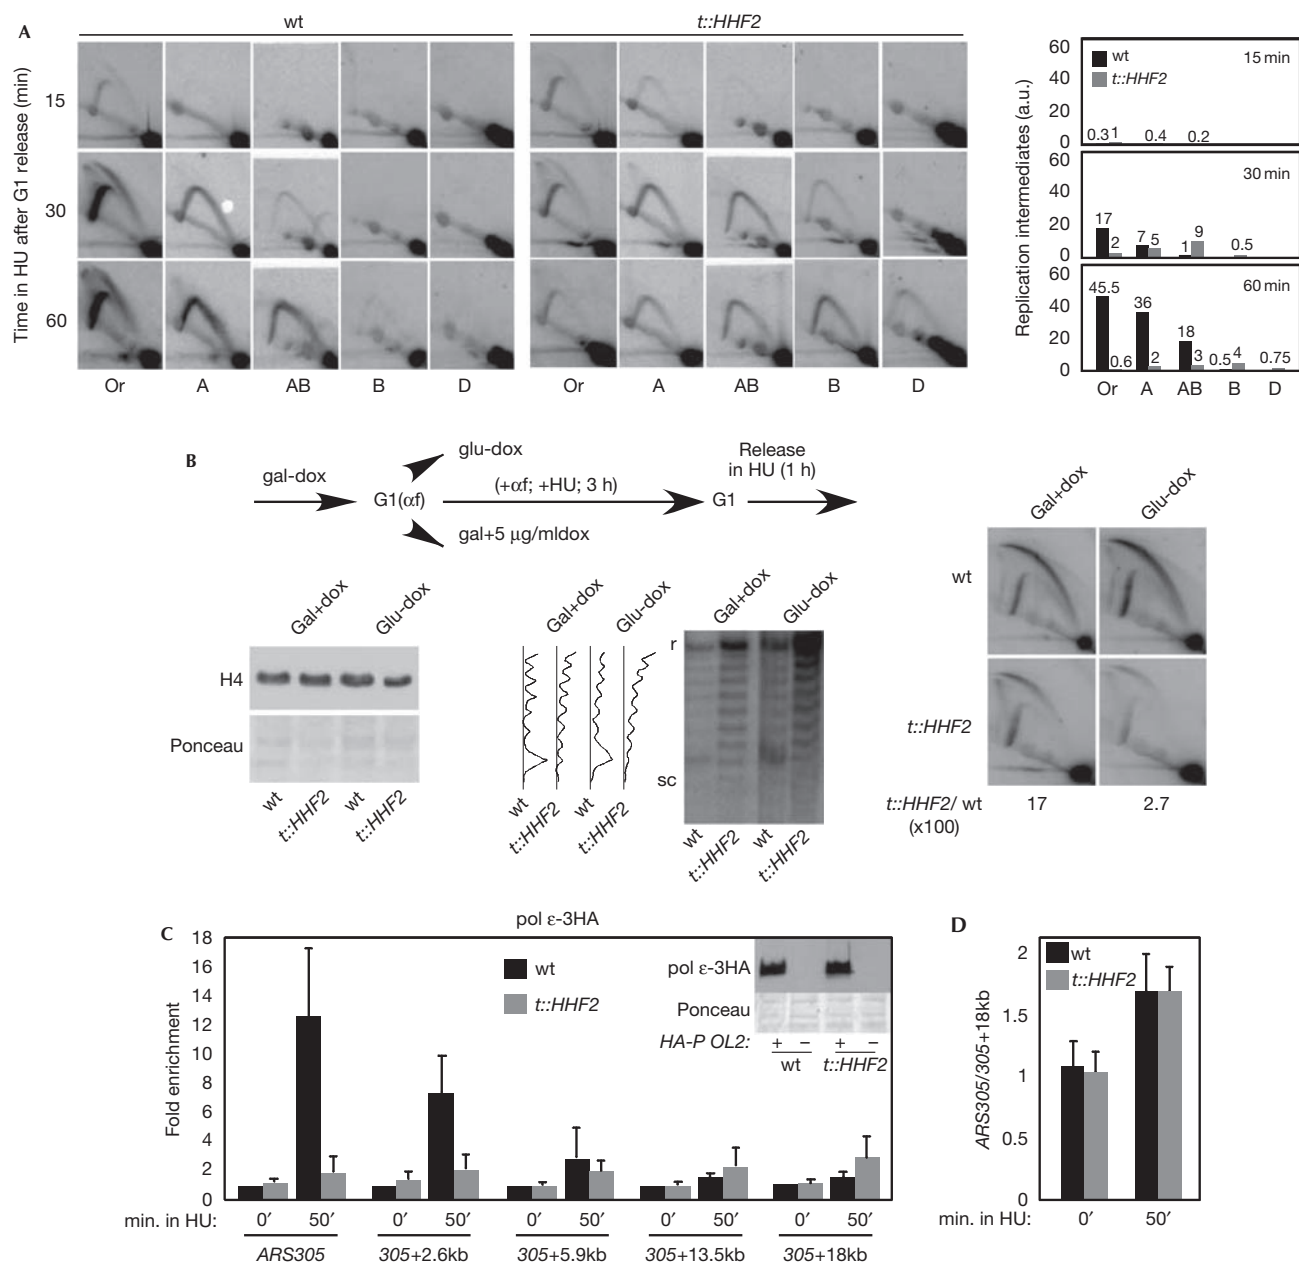 A
wt
t::HHF2
Time in HU after G1 release (min)
15
30
60
Or A AB B D
Or A AB B D
Replication intermediates (a.u.)
60
40
20
0
wt
t::HHF2
15 min
0.3 1 0.4 0.2
60
40
20
0
30 min
17 2 7 5 1 9 0.5
60
40
20
0
60 min
45.5 0.6 36 2 18 3 0.5 4 0.75
Or A AB B D
B
gal-dox
G1(αf)
glu-dox
(+αf; +HU; 3 h)
gal+5 µg/mldox
G1
Release
in HU (1 h)
Gal+dox
Glu-dox
H4
Ponceau
wt
t::HHF2
wt
t::HHF2
Gal+dox
Glu-dox
wt
t::HHF2
wt
t::HHF2
Gal+dox
Glu-dox
r
sc
wt
t::HHF2
wt
t::HHF2
Gal+dox
Glu-dox
wt
t::HHF2
t::HHF2/ wt
(x100)
17 2.7
C
pol ε-3HA
Fold enrichment
18
16
14
12
10
8
6
4
2
0
wt
t::HHF2
pol ε-3HA
Ponceau
HA-P OL2: + − + −
wt t::HHF2
min. in HU: 0′ 50′ 0′ 50′ 0′ 50′ 0′ 50′ 0′ 50′
ARS305 305+2.6kb 305+5.9kb 305+13.5kb 305+18kb
D
ARS305/305+18kb
2
1.5
1
0.5
0
wt
t::HHF2
min. in HU: 0′ 50′